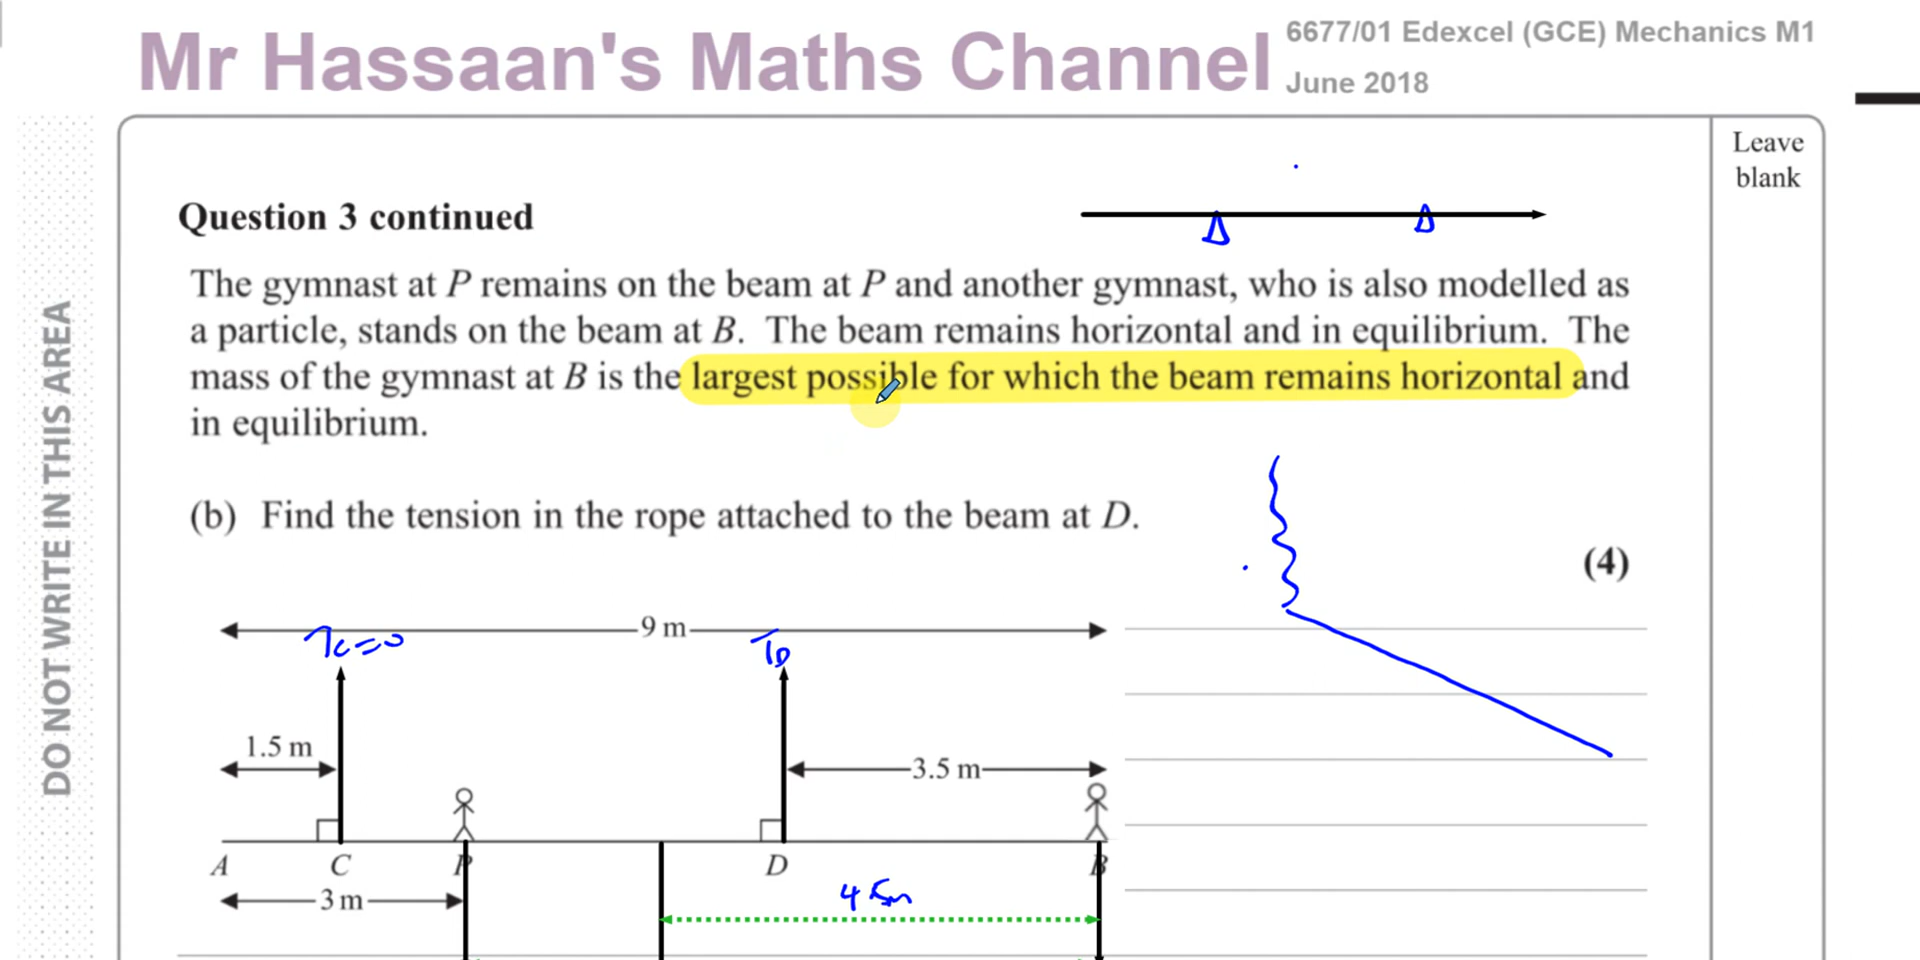 Mr Hassaan's Maths Channel
6677/01 Edexcel (GCE) Mechanics M1
June 2018
Leave
blank
DO NOT WRITE IN THIS AREA
Question 3 continued
The gymnast at P remains on the beam at P and another gymnast, who is also modelled as
a particle, stands on the beam at B. The beam remains horizontal and in equilibrium. The
mass of the gymnast at B is the largest possible for which the beam remains horizontal and
in equilibrium.
(b) Find the tension in the rope attached to the beam at D.
(4)
9 m
Tc=0
TD
1.5 m
3.5 m
A C P D B
3 m
4.5m